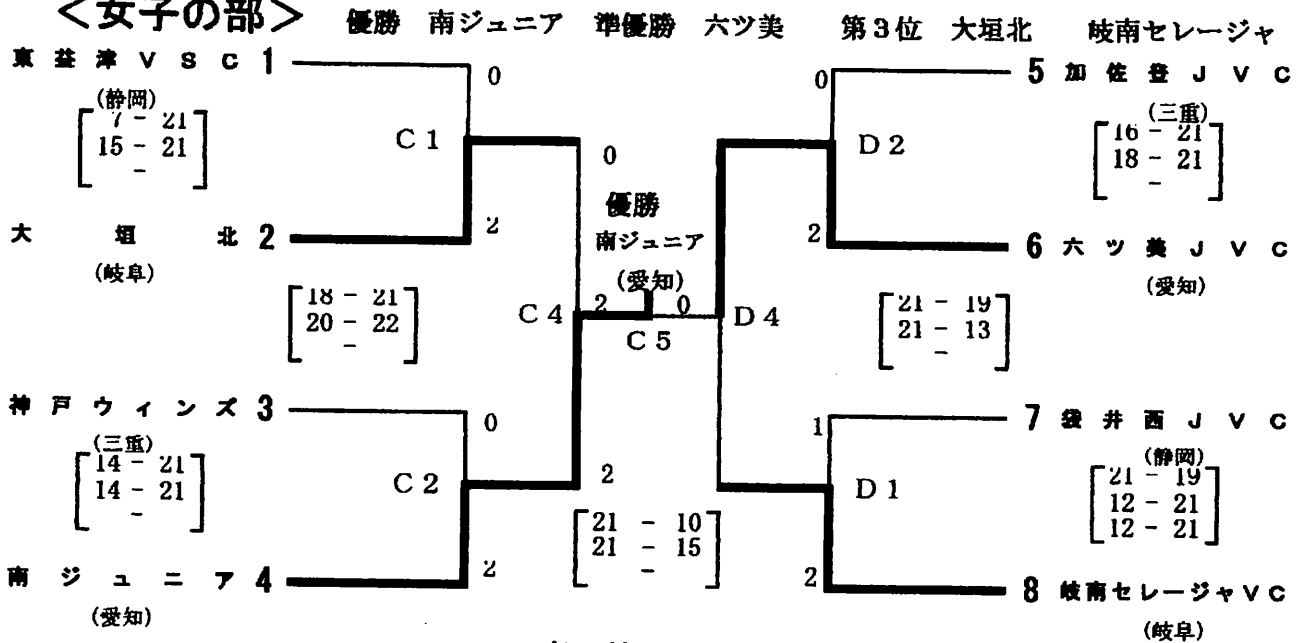 ＜女子の部＞ 優勝 南ジュニア 準優勝 六ツ美 第3位 大垣北 岐南セレージャ
東益津VSC 1
(静岡)
7 - 21
15 - 21
-
C1
0
2
大垣北 2
(岐阜)
18 - 21
20 - 22
-
C4
0
2
神戸ウィンズ 3
(三重)
14 - 21
14 - 21
-
C2
0
2
南ジュニア 4
(愛知)
優勝
南ジュニア
(愛知)
2 0
C5
21 - 10
21 - 15
-
5 加佐登JVC
(三重)
16 - 21
18 - 21
-
D2
0
2
6 六ツ美JVC
(愛知)
D4
21 - 19
21 - 13
-
7 袋井西JVC
(静岡)
21 - 19
12 - 21
12 - 21
D1
1
2
8 岐南セレージャVC
(岐阜)